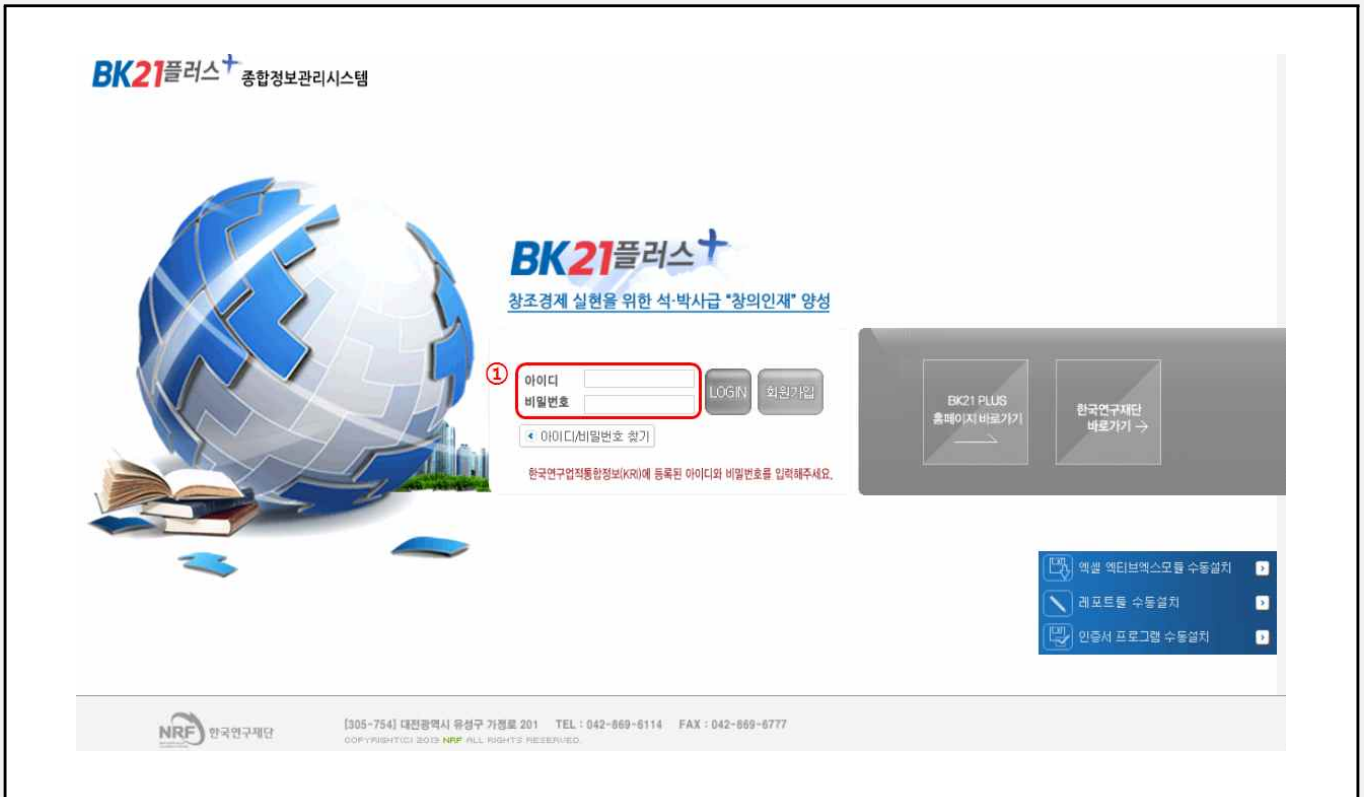 BK21플러스+ 종합정보관리시스템
BK21플러스+
창조경제 실현을 위한 석·박사급 "창의인재" 양성
①
아이디
비밀번호
LOGIN
회원가입
아이디/비밀번호 찾기
한국연구업적통합정보(KRI)에 등록된 아이디와 비밀번호를 입력해주세요.
BK21 PLUS
홈페이지 바로가기
한국연구재단
바로가기 →
엑셀 엑티브엑스모듈 수동설치
레포트툴 수동설치
인증서 프로그램 수동설치
NRF 한국연구재단
[305-754] 대전광역시 유성구 가정로 201 TEL : 042-869-6114 FAX : 042-869-6777
COPYRIGHT(C) 2013 NRF ALL RIGHTS RESERVED.